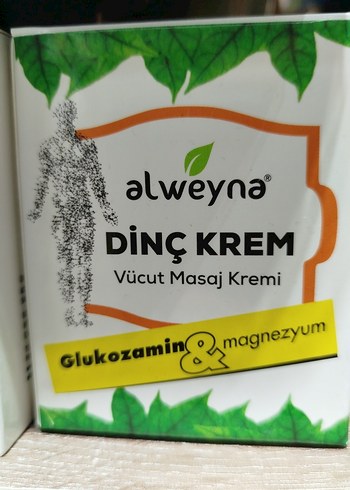 alweyna®
DİNÇ KREM
Vücut Masaj Kremi
Glukozamin & magnezyum